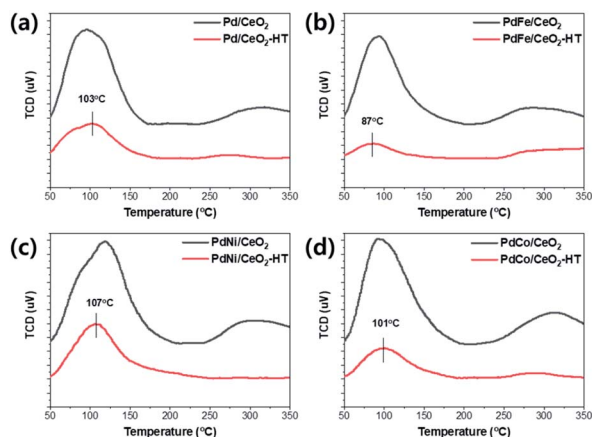 (a)
Pd/CeO₂
Pd/CeO₂-HT
103°C
TCD (uV)
50 100 150 200 250 300 350
Temperature (°C)
(b)
PdFe/CeO₂
PdFe/CeO₂-HT
87°C
TCD (uV)
50 100 150 200 250 300 350
Temperature (°C)
(c)
PdNi/CeO₂
PdNi/CeO₂-HT
107°C
TCD (uV)
50 100 150 200 250 300 350
Temperature (°C)
(d)
PdCo/CeO₂
PdCo/CeO₂-HT
101°C
TCD (uV)
50 100 150 200 250 300 350
Temperature (°C)